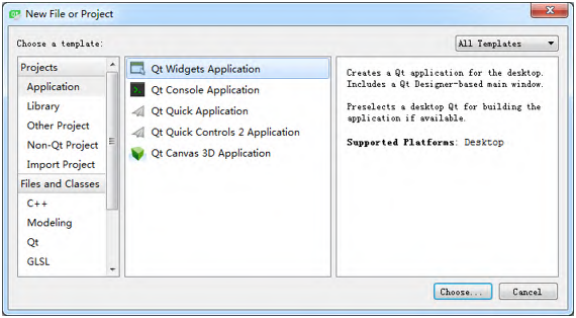 New File or Project
Choose a template:
All Templates
Projects
Application
Library
Other Project
Non-Qt Project
Import Project
Files and Classes
C++
Modeling
Qt
GLSL
Qt Widgets Application
Qt Console Application
Qt Quick Application
Qt Quick Controls 2 Application
Qt Canvas 3D Application
Creates a Qt application for the desktop.
Includes a Qt Designer-based main window.
Preselects a desktop Qt for building the
application if available.
Supported Platforms: Desktop
Choose...
Cancel